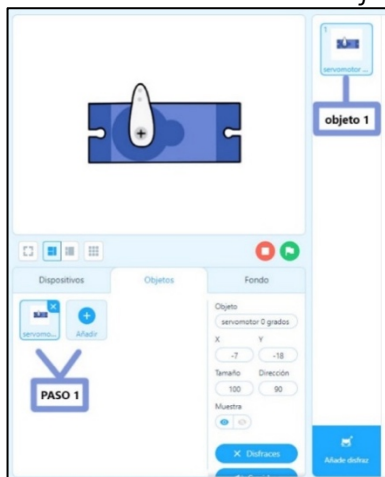 1
servomotor ...
objeto 1
Dispositivos
Objetos
Fondo
servomo...
Añadir
PASO 1
Objeto
servomotor 0 grados
X Y
-7 -18
Tamaño Dirección
100 90
Muestra
Disfraces
Añade disfraz